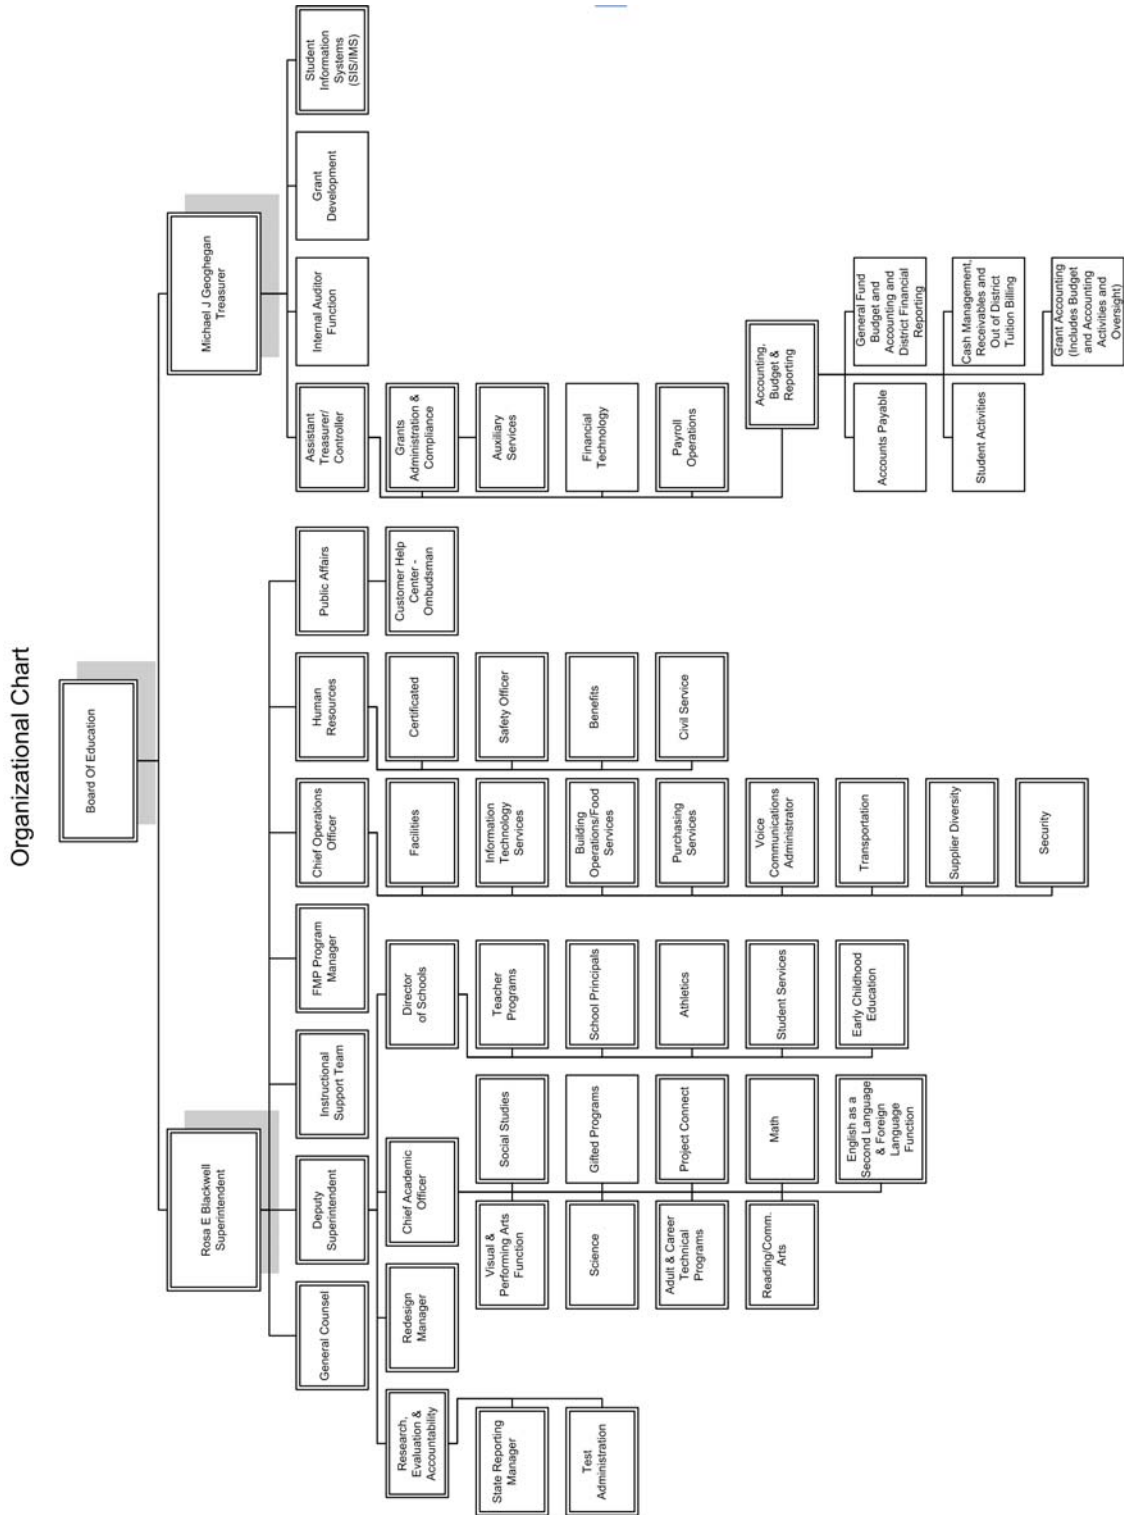 Organizational Chart
Board Of Education
Rosa E Blackwell
Superintendent
Michael J Geoghegan
Treasurer
General Counsel
Deputy
Superintendent
Instructional
Support Team
FMP Program
Manager
Chief Operations
Officer
Human
Resources
Public Affairs
Assistant
Treasurer/
Controller
Internal Auditor
Function
Grant
Development
Student
Information
Systems
(SIS/IMS)
Research,
Evaluation &
Accountability
Redesign
Manager
Chief Academic
Officer
Director
of Schools
Facilities
Certificated
Customer Help
Center -
Ombudsman
Grants
Administration &
Compliance
State Reporting
Manager
Visual &
Performing Arts
Function
Social Studies
Teacher
Programs
Information
Technology
Services
Safety Officer
Auxiliary
Services
Test
Administration
Science
Gifted Programs
School Principals
Building
Operations/Food
Services
Benefits
Financial
Technology
Adult & Career
Technical
Programs
Project Connect
Athletics
Purchasing
Services
Civil Service
Payroll
Operations
Reading/Comm.
Arts
Math
Student Services
Voice
Communications
Administrator
Accounting,
Budget &
Reporting
English as a
Second Language
& Foreign
Language
Function
Early Childhood
Education
Transportation
Accounts Payable
General Fund
Budget and
Accounting and
District Financial
Reporting
Supplier Diversity
Student Activities
Cash Management,
Receivables and
Out of District
Tuition Billing
Security
Grant Accounting
(Includes Budget
and Accounting
Activities and
Oversight)